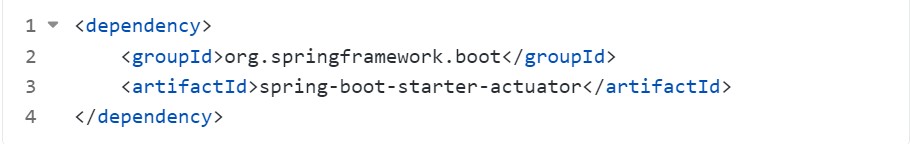 1 <dependency>
2     <groupId>org.springframework.boot</groupId>
3     <artifactId>spring-boot-starter-actuator</artifactId>
4 </dependency>